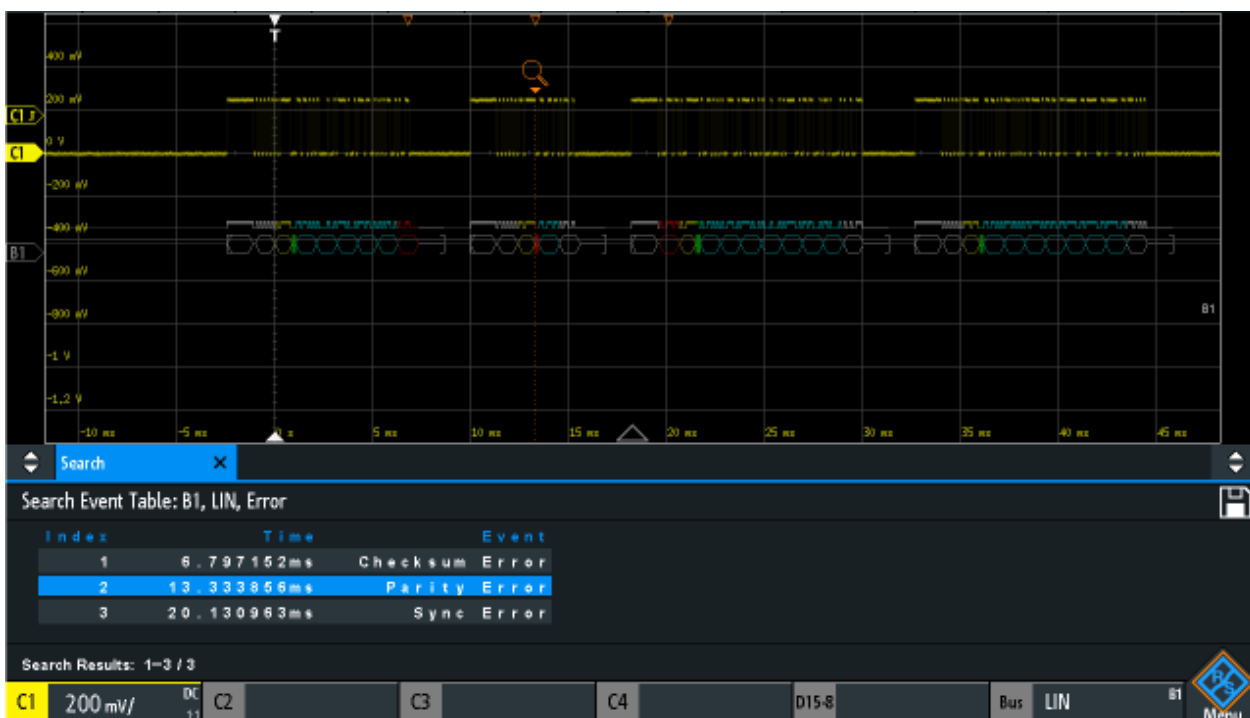 T
400 mV
200 mV
C1
0 V
C1
-200 mV
-400 mV
B1
-600 mV
-800 mV
B1
-1 V
-1,2 V
-10 ms -5 ms 0 s 5 ms 10 ms 15 ms 20 ms 25 ms 30 ms 35 ms 40 ms 45 ms
Search
Search Event Table: B1, LIN, Error
Index Time Event
1 6.797152ms Checksum Error
2 13.333856ms Parity Error
3 20.130963ms Sync Error
Search Results: 1-3 / 3
C1 200 mV/ DC C2 C3 C4 D15-8 Bus LIN B1
R&S
Menu